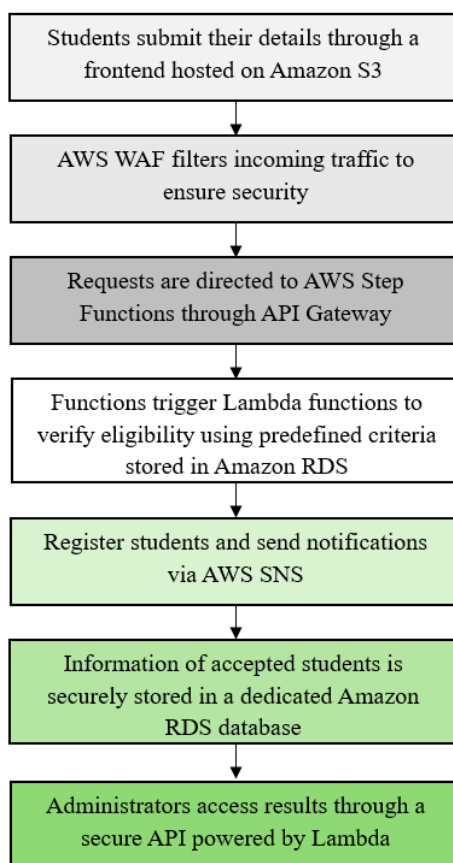 Students submit their details through a
frontend hosted on Amazon S3
AWS WAF filters incoming traffic to
ensure security
Requests are directed to AWS Step
Functions through API Gateway
Functions trigger Lambda functions to
verify eligibility using predefined criteria
stored in Amazon RDS
Register students and send notifications
via AWS SNS
Information of accepted students is
securely stored in a dedicated Amazon
RDS database
Administrators access results through a
secure API powered by Lambda